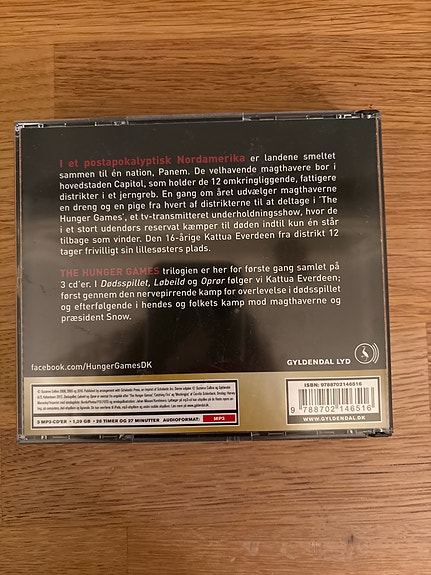 I et postapokalyptisk Nordamerika er landene smeltet
sammen til én nation, Panem. De velhavende magthavere bor i
hovedstaden Capitol, som holder de 12 omkringliggende, fattigere
distrikter i et jerngreb. En gang om året udvælger magthaverne
en dreng og en pige fra hvert af distrikterne til at deltage i 'The
Hunger Games', et tv-transmitteret underholdningsshow, hvor de
i et stort udendørs reservat kæmper til døden indtil kun én står
tilbage som vinder. Den 16-årige Kattua Everdeen fra distrikt 12
tager frivilligt sin lillesøsters plads.
THE HUNGER GAMES trilogien er her for første gang samlet på
3 cd'er. I Dødsspillet, Løbeild og Oprør følger vi Kattua Everdeen;
først gennem den nervepirrende kamp for overlevelse i dødsspillet
og efterfølgende i hendes og folkets kamp mod magthaverne og
præsident Snow.
facebook.com/HungerGamesDK
GYLDENDAL LYD
ISBN: 9788702146516
9 788702 146516
WWW.GYLDENDAL.DK
3 MP3-CD'ER • 1,29 GB • 28 TIMER OG 27 MINUTTER AUDIOFORMAT: MP3